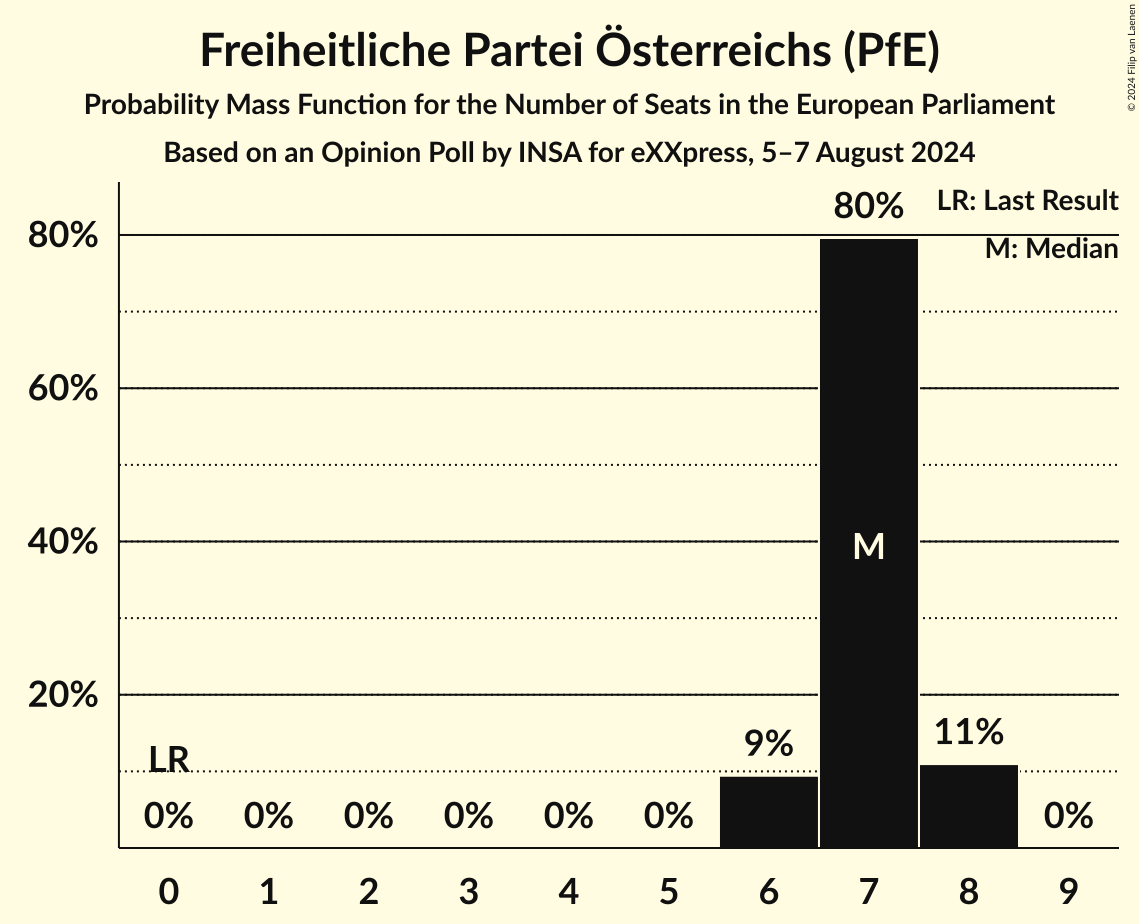 Freiheitliche Partei Österreichs (PfE)
Probability Mass Function for the Number of Seats in the European Parliament
Based on an Opinion Poll by INSA for eXXpress, 5–7 August 2024
© 2024 Filip van Laenen
LR: Last Result
M: Median
80%
60%
40%
20%
LR
0%
0%
0%
0%
0%
0%
9%
80%
M
11%
0%
0 1 2 3 4 5 6 7 8 9